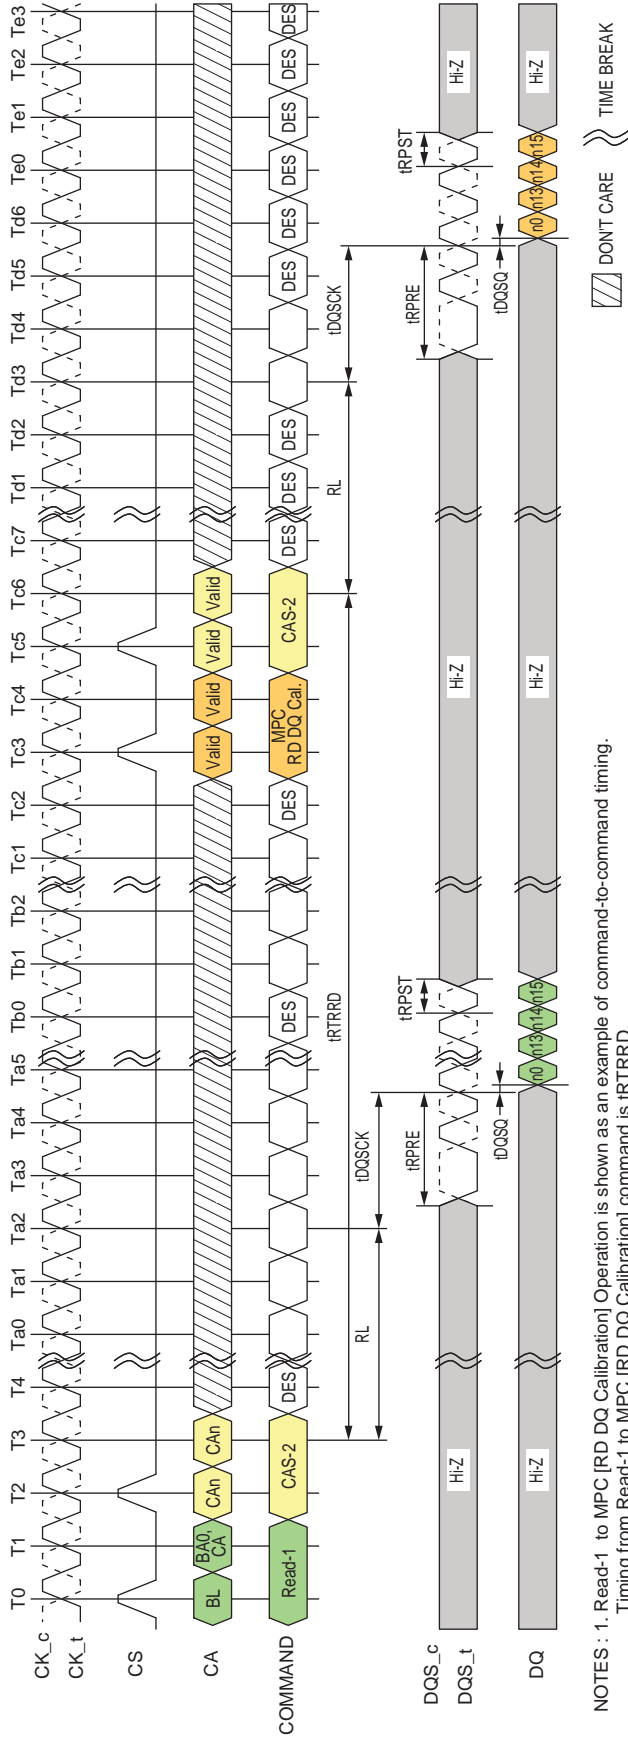 T0 T1 T2 T3 T4 Ta0 Ta1 Ta2 Ta3 Ta4 Ta5 Tb0 Tb1 Tb2 Tc1 Tc2 Tc3 Tc4 Tc5 Tc6 Tc7 Td1 Td2 Td3 Td4 Td5 Td6 Te0 Te1 Te2 Te3
CK_c
CK_t
CS
CA BL BA0, CA CAn CAn Valid Valid Valid Valid
COMMAND Read-1 CAS-2 DES DES DES MPC RD DQ Cal. CAS-2 DES DES DES DES DES DES DES DES DES
tRTRRD
RL tDQSCK RL tDQSCK
tRPRE tRPST tRPRE tRPST
DQS_c
DQS_t
Hi-Z Hi-Z Hi-Z
tDQSQ tDQSQ
DQ Hi-Z n0 n13 n14 n15 Hi-Z n0 n13 n14 n15 Hi-Z
DON'T CARE TIME BREAK
NOTES : 1. Read-1 to MPC [RD DQ Calibration] Operation is shown as an example of command-to-command timing.
Timing from Read-1 to MPC [RD DQ Calibration] command is tRTRRD